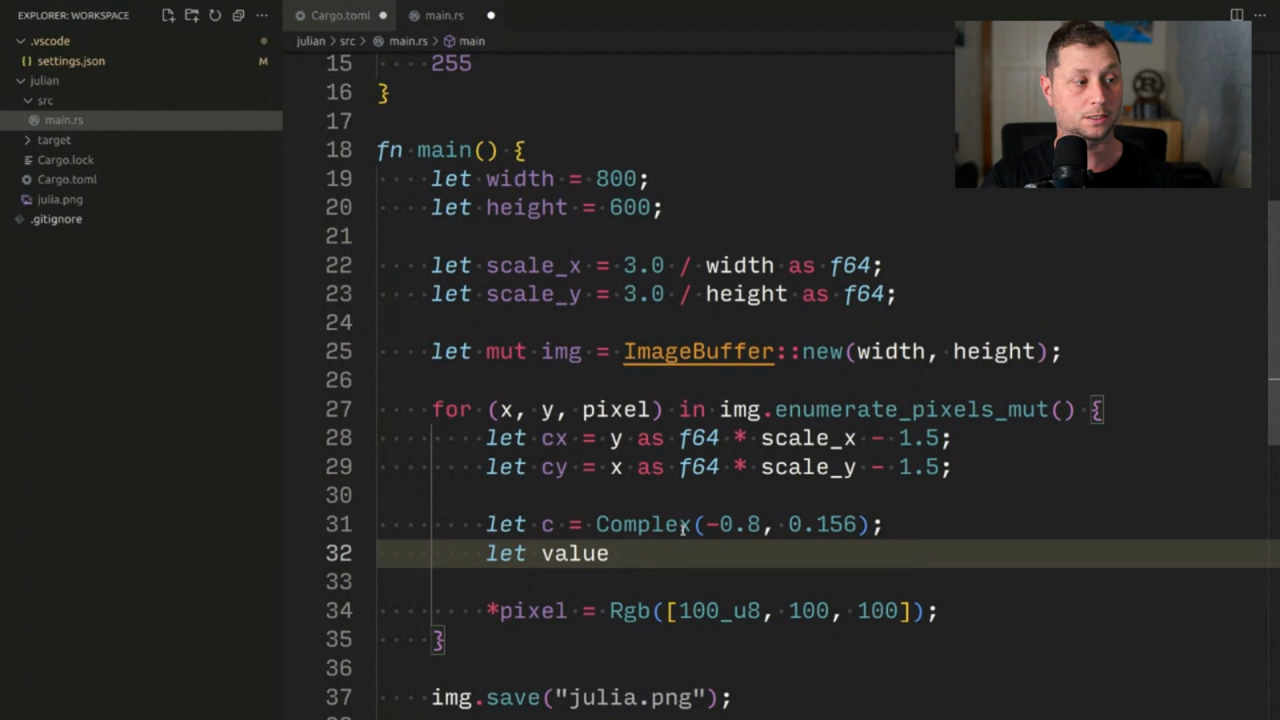 EXPLORER: WORKSPACE
Cargo.toml
main.rs
julian > src > main.rs > main
.vscode
settings.json M
julian
src
main.rs
target
Cargo.lock
Cargo.toml
julia.png
.gitignore
15 255
16 }
17
18 fn main() {
19 let width = 800;
20 let height = 600;
21
22 let scale_x = 3.0 / width as f64;
23 let scale_y = 3.0 / height as f64;
24
25 let mut img = ImageBuffer::new(width, height);
26
27 for (x, y, pixel) in img.enumerate_pixels_mut() {
28 let cx = y as f64 * scale_x - 1.5;
29 let cy = x as f64 * scale_y - 1.5;
30
31 let c = Complex(-0.8, 0.156);
32 let value
33
34 *pixel = Rgb([100_u8, 100, 100]);
35 }
36
37 img.save("julia.png");